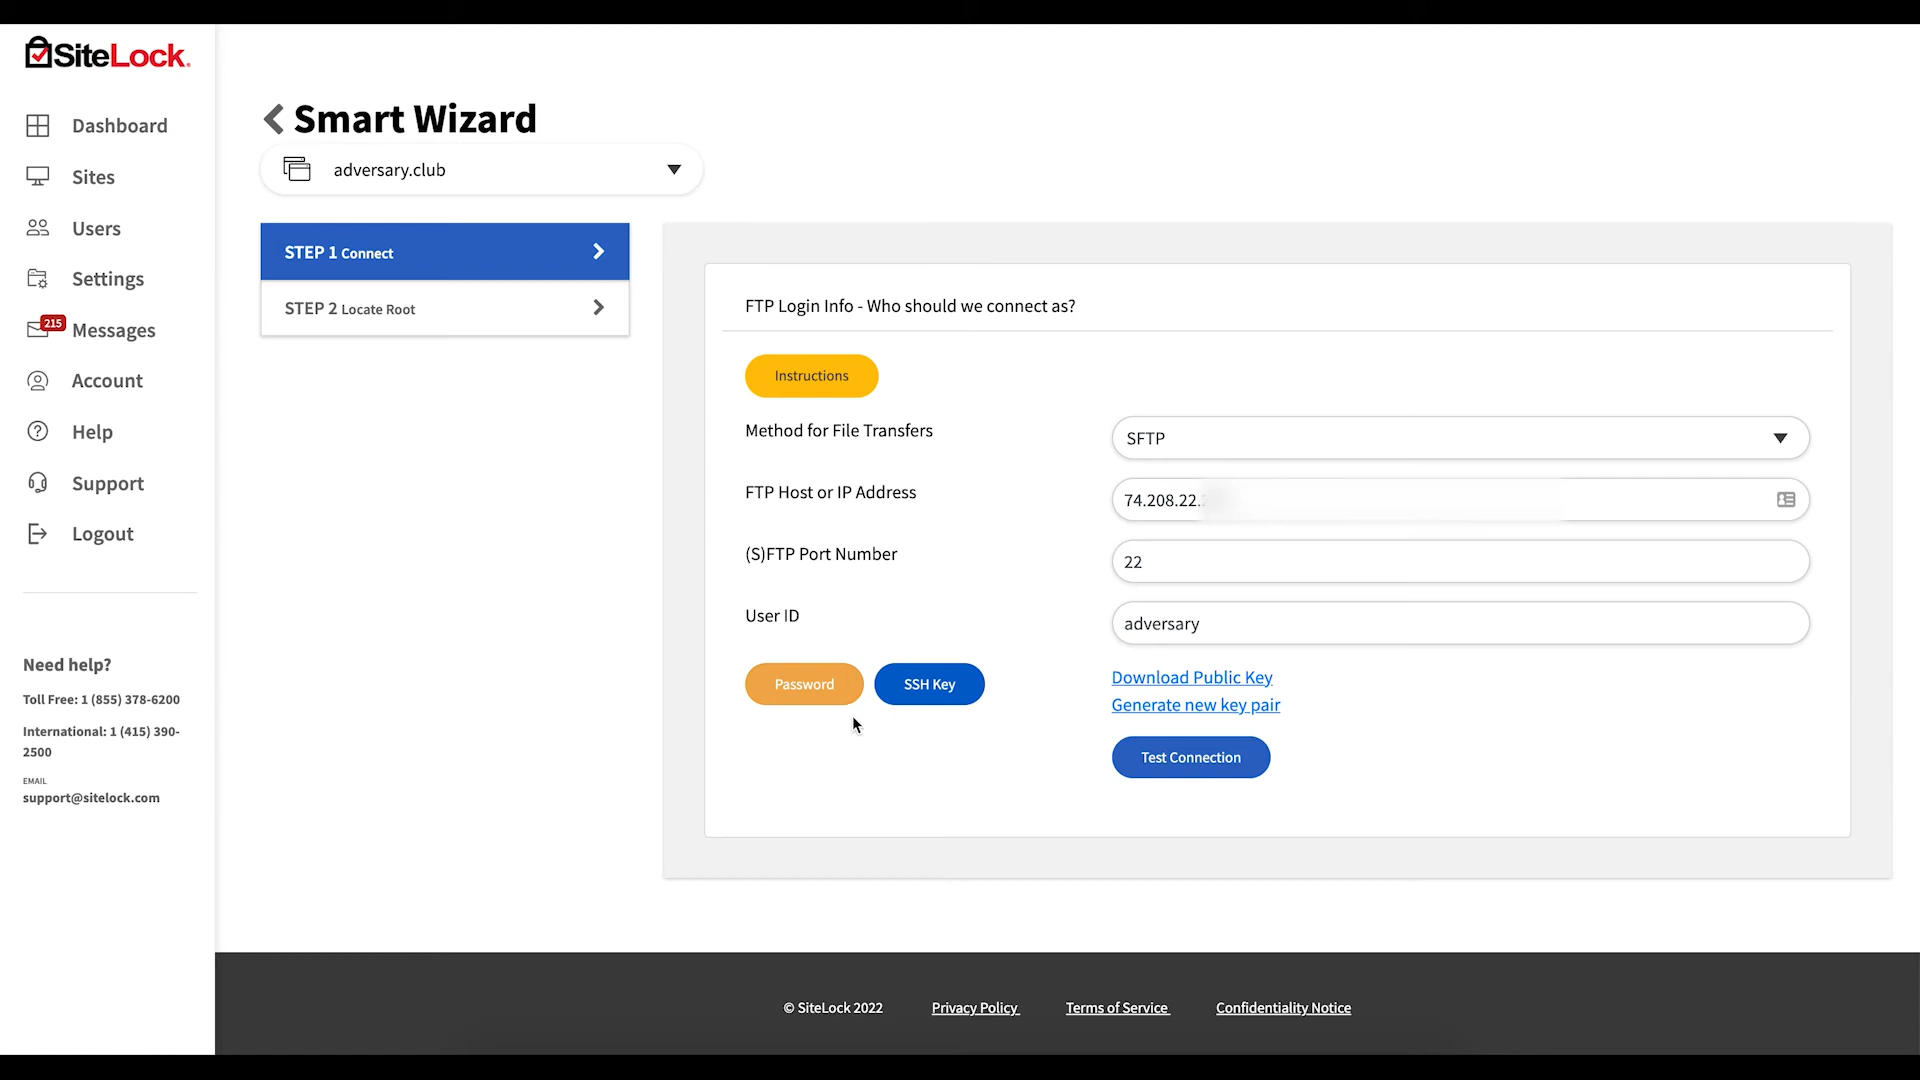 SiteLock
Dashboard
Sites
Users
Settings
215
Messages
Account
Help
Support
Logout
Need help?
Toll Free: 1 (855) 378-6200
International: 1 (415) 390-
2500
EMAIL
support@sitelock.com
Smart Wizard
adversary.club
STEP 1 Connect
STEP 2 Locate Root
FTP Login Info - Who should we connect as?
Instructions
Method for File Transfers
SFTP
FTP Host or IP Address
74.208.22.
(S)FTP Port Number
22
User ID
adversary
Password
SSH Key
Download Public Key
Generate new key pair
Test Connection
© SiteLock 2022
Privacy Policy
Terms of Service
Confidentiality Notice